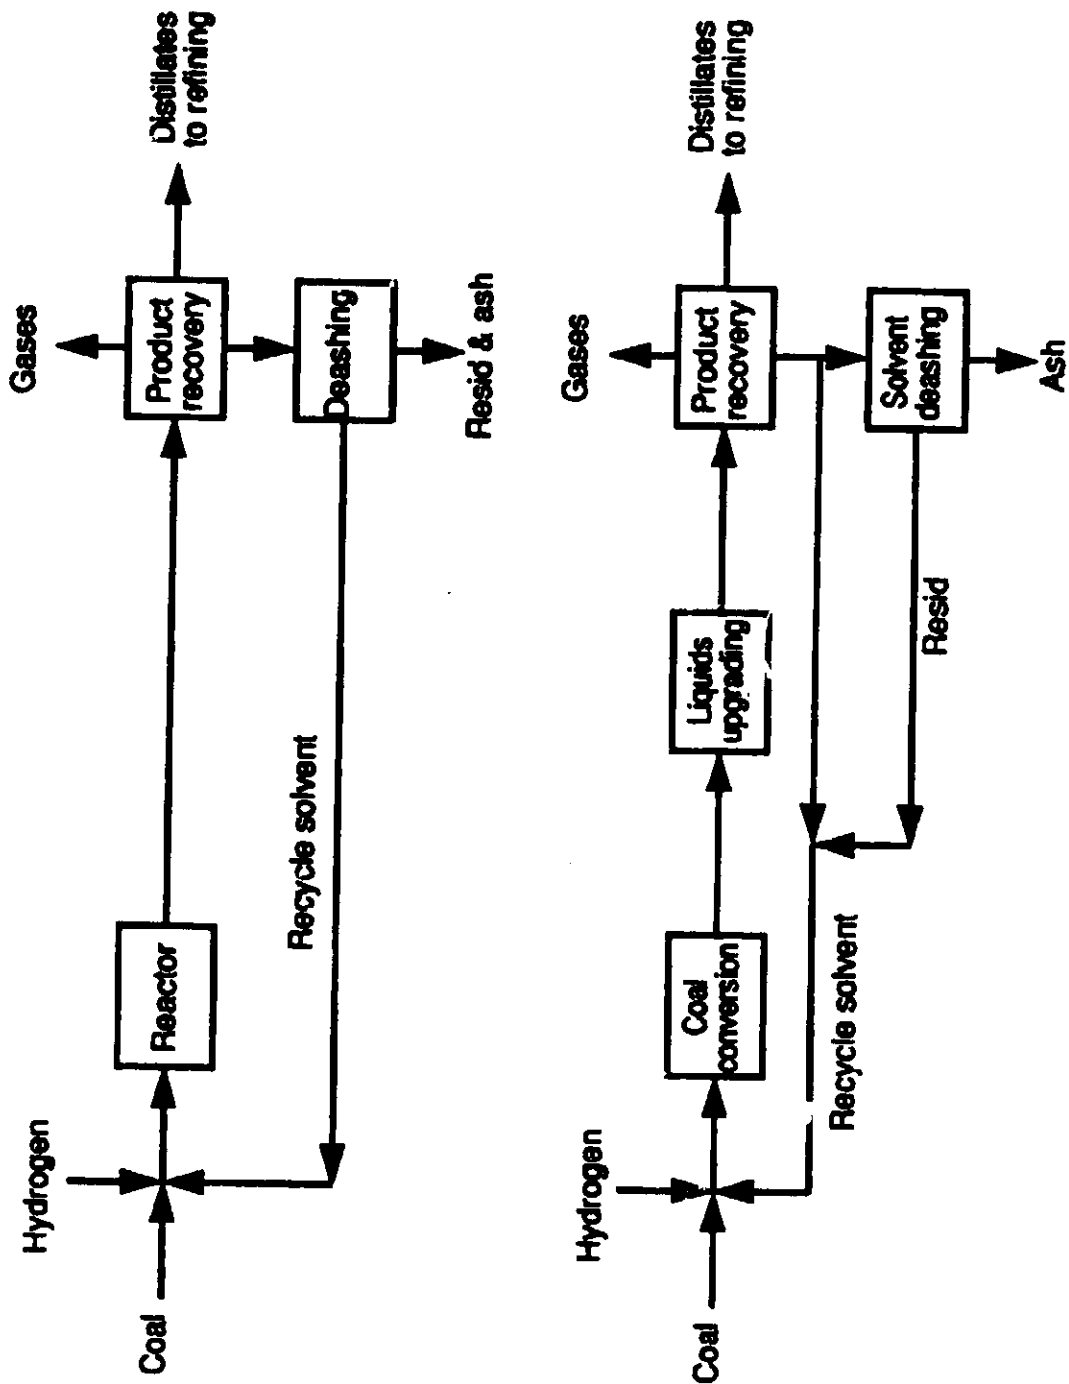 Hydrogen
Coal
Reactor
Gases
Product
recovery
Distillates
to refining
Recycle solvent
Deashing
Resid & ash
Hydrogen
Coal
Coal
conversion
Liquids
upgrading
Gases
Product
recovery
Distillates
to refining
Recycle solvent
Resid
Solvent
deashing
Ash